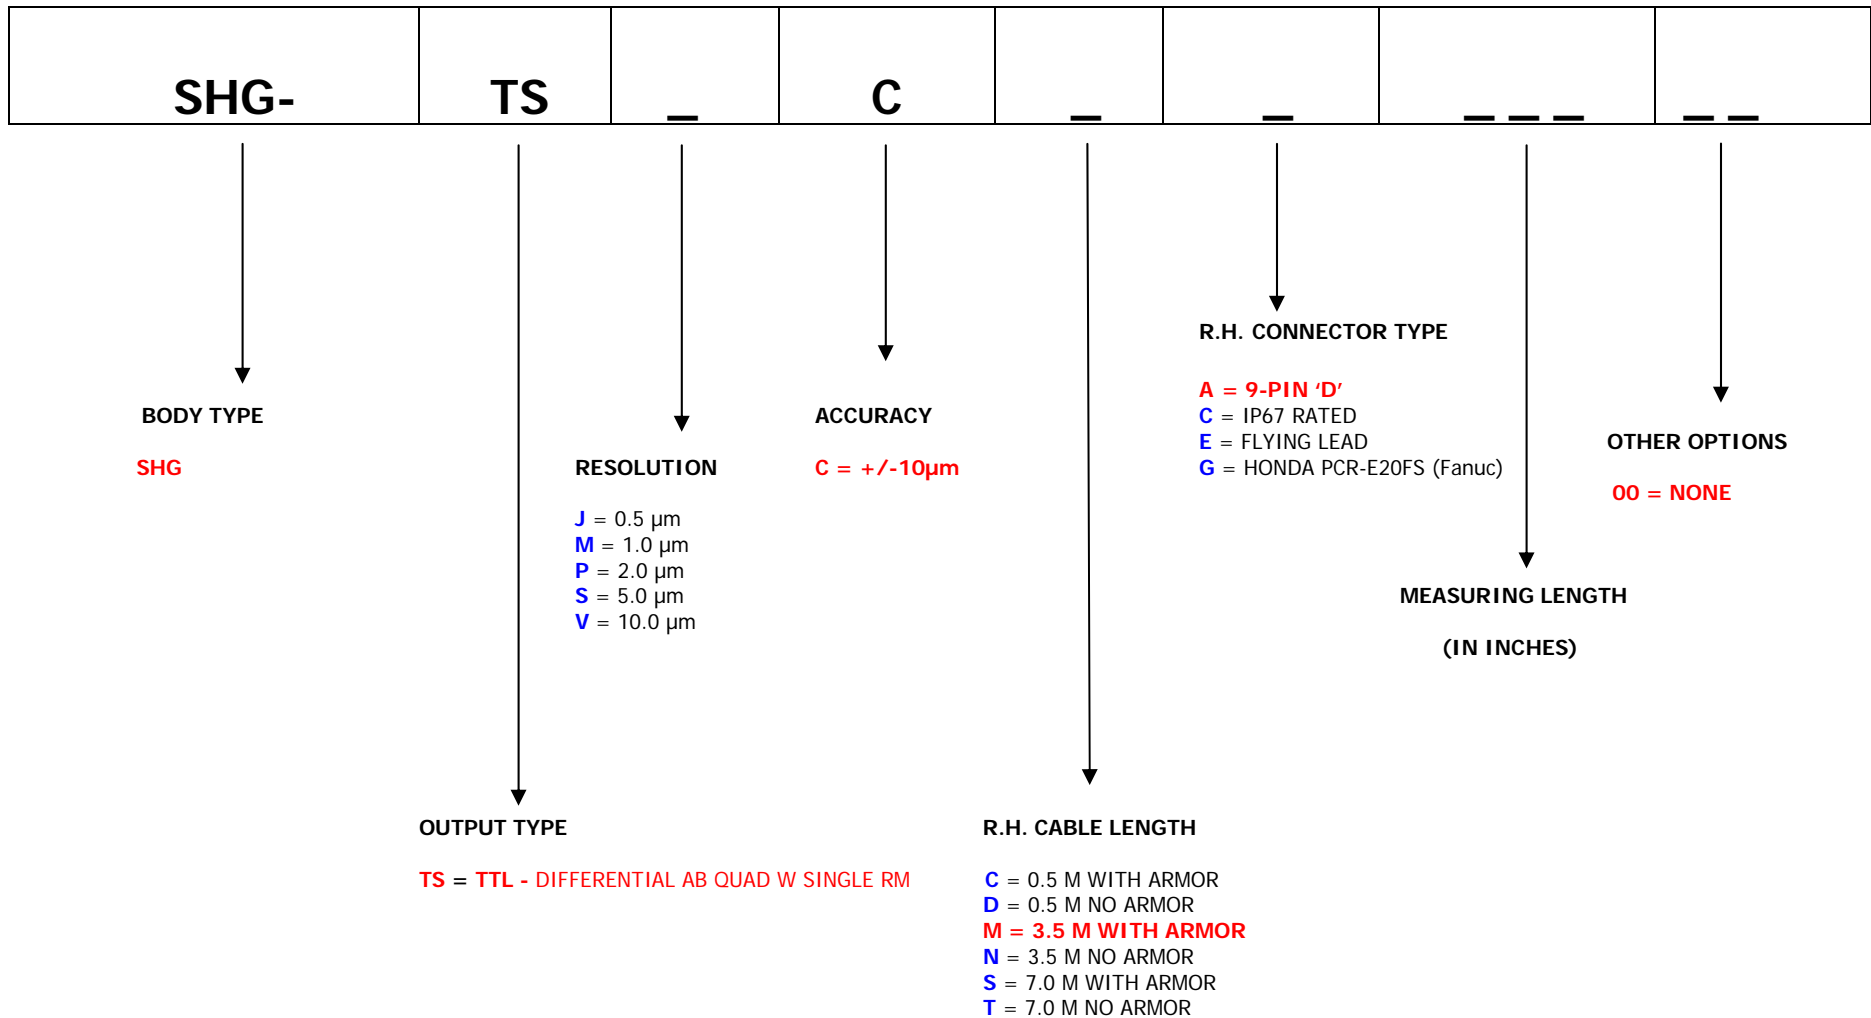 SHG- TS _ C _ _ _ _ _ _ _
BODY TYPE
SHG
OUTPUT TYPE
TS = TTL - DIFFERENTIAL AB QUAD W SINGLE RM
RESOLUTION
J = 0.5 µm
M = 1.0 µm
P = 2.0 µm
S = 5.0 µm
V = 10.0 µm
ACCURACY
C = +/-10µm
R.H. CABLE LENGTH
C = 0.5 M WITH ARMOR
D = 0.5 M NO ARMOR
M = 3.5 M WITH ARMOR
N = 3.5 M NO ARMOR
S = 7.0 M WITH ARMOR
T = 7.0 M NO ARMOR
R.H. CONNECTOR TYPE
A = 9-PIN ‘D’
C = IP67 RATED
E = FLYING LEAD
G = HONDA PCR-E20FS (Fanuc)
MEASURING LENGTH
(IN INCHES)
OTHER OPTIONS
00 = NONE